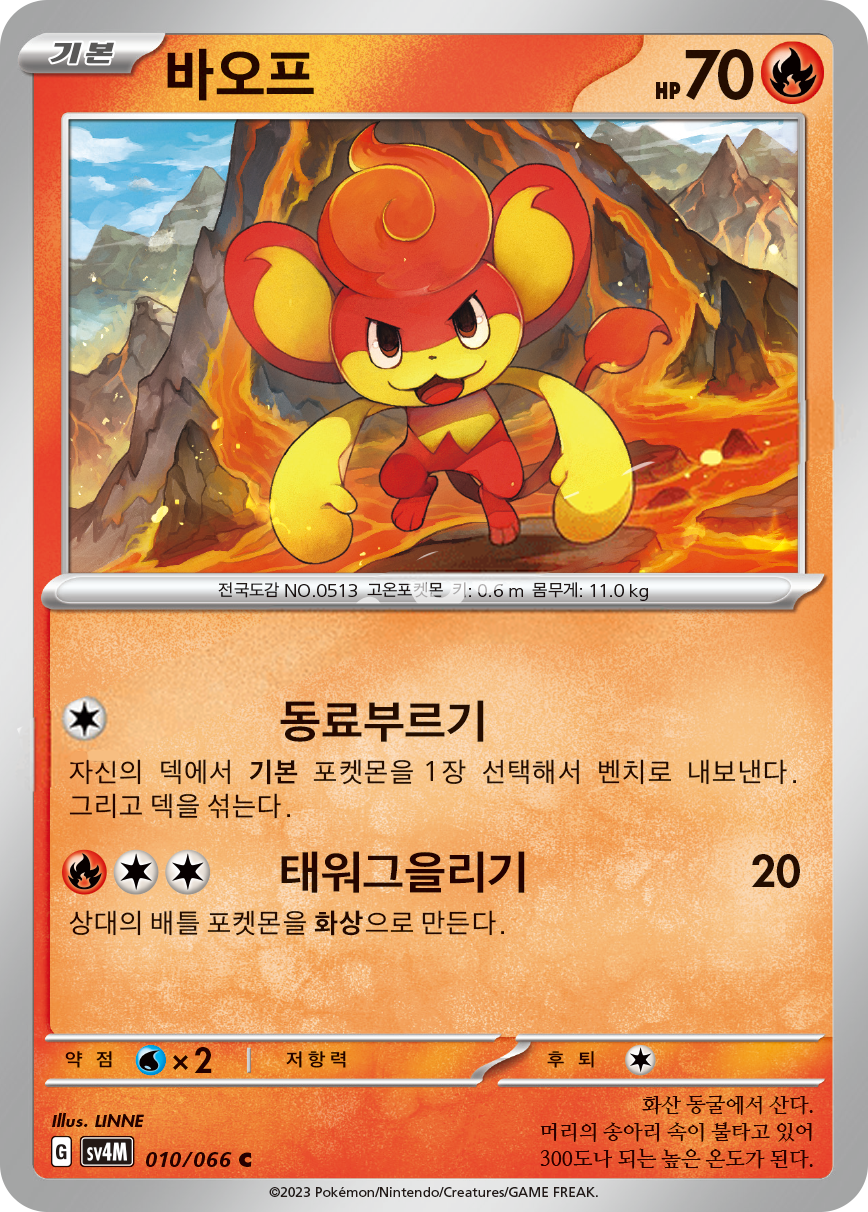 기본
바오프
HP 70
전국도감 NO.0513 고온포켓몬 키: 0.6 m 몸무게: 11.0 kg
동료부르기
자신의 덱에서 기본 포켓몬을 1장 선택해서 벤치로 내보낸다.
그리고 덱을 섞는다.
태워그을리기 20
상대의 배틀 포켓몬을 화상으로 만든다.
약점 ×2 저항력 후퇴
Illus. LINNE
G SV4M 010/066 C
화산 동굴에서 산다.
머리의 송아리 속이 불타고 있어
300도나 되는 높은 온도가 된다.
©2023 Pokémon/Nintendo/Creatures/GAME FREAK.